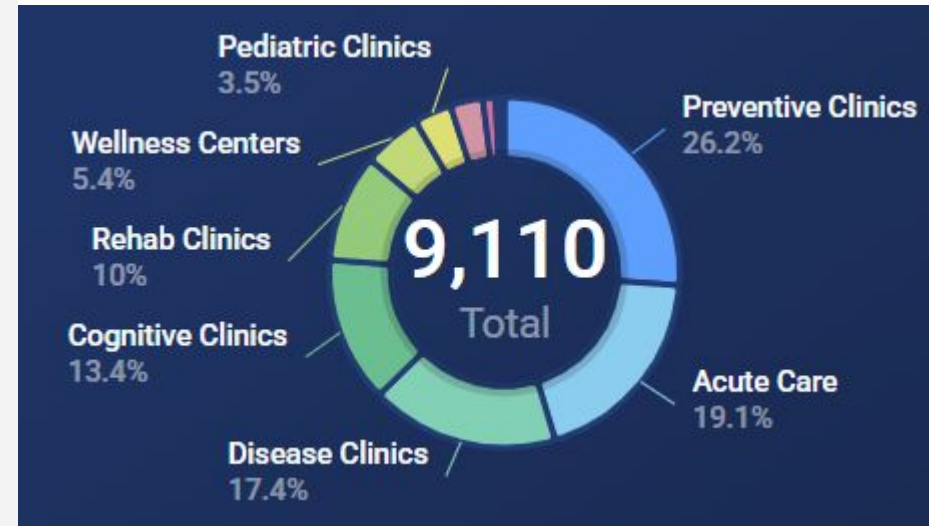 Pediatric Clinics
3.5%
Preventive Clinics
26.2%
Wellness Centers
5.4%
Rehab Clinics
10%
9,110
Total
Cognitive Clinics
13.4%
Acute Care
19.1%
Disease Clinics
17.4%